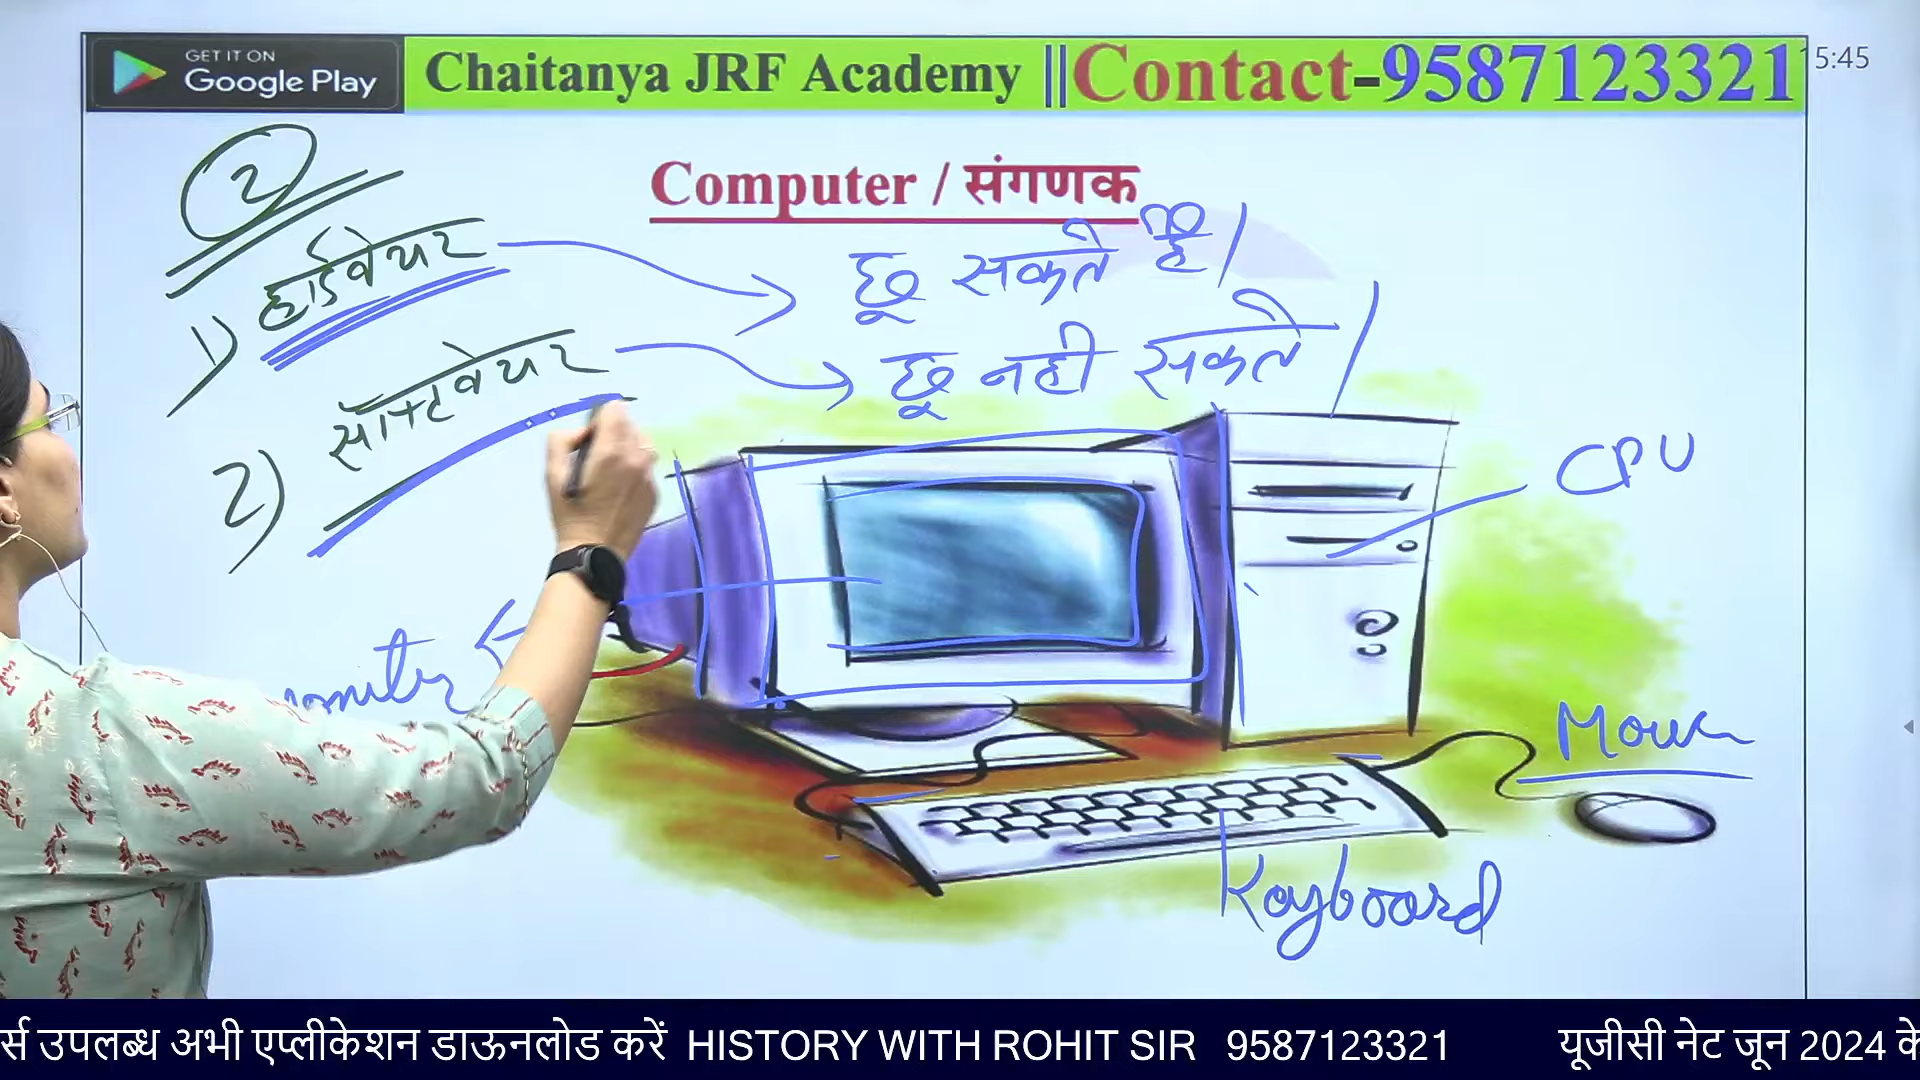 GET IT ON
Google Play
Chaitanya JRF Academy || Contact-9587123321
15:45
Computer / संगणक
2
1) हार्डवेयर
छू सकते है।
2) सॉफ्टवेयर
छू नही सकते।
CPU
moniter
Mouse
Keyboard
र्स उपलब्ध अभी एप्लीकेशन डाऊनलोड करें HISTORY WITH ROHIT SIR 9587123321 यूजीसी नेट जून 2024 के